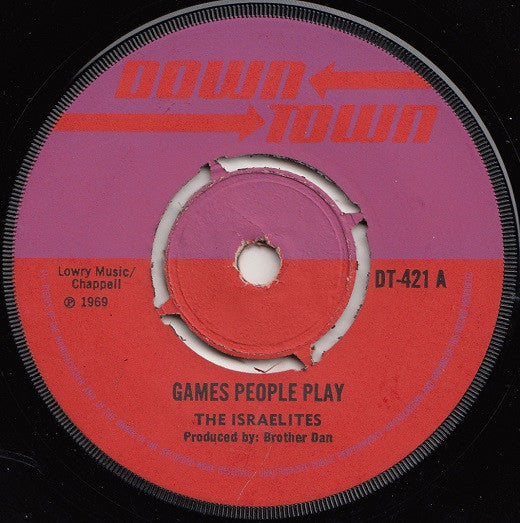 DOWN
TOWN
Lowry Music/
Chappell
℗ 1969
DT-421 A
GAMES PEOPLE PLAY
THE ISRAELITES
Produced by: Brother Dan